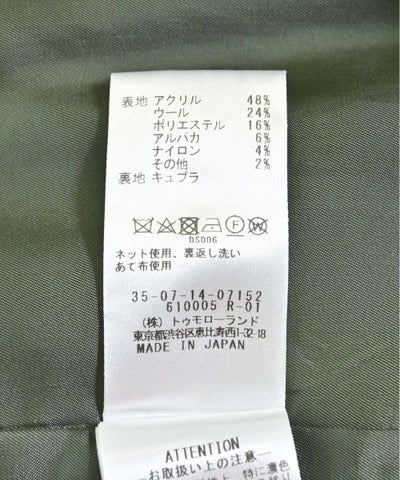 表地 アクリル 48%
ウール 24%
ポリエステル 16%
アルパカ 6%
ナイロン 4%
その他 2%
裏地 キュプラ
DS006
ネット使用、裏返し洗い
あて布使用
35-07-14-07152
610005 R-01
(株)トゥモローランド
東京都渋谷区恵比寿西1-32-18
MADE IN JAPAN
ATTENTION
お取扱い上の注意
特に濃色